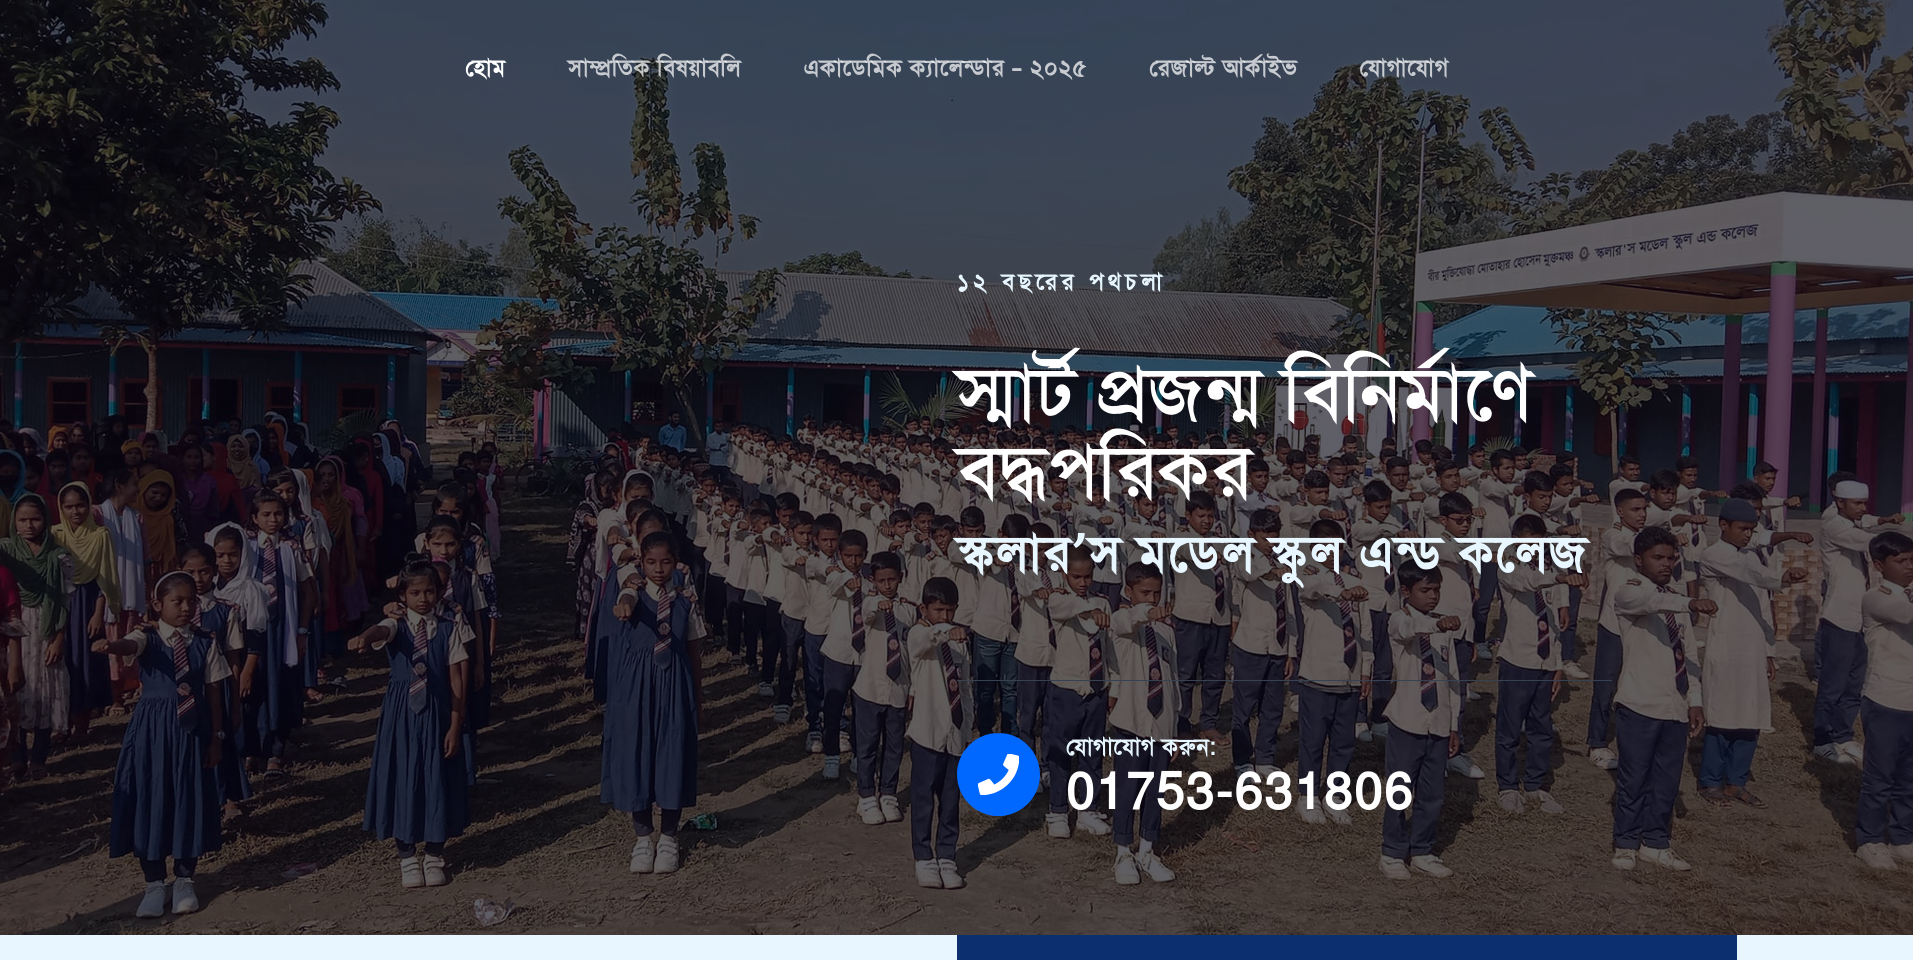 হোম
সাম্প্রতিক বিষয়াবলি
একাডেমিক ক্যালেন্ডার – ২০২৫
রেজাল্ট আর্কাইভ
যোগাযোগ
বীর মুক্তিযোদ্ধা মোতাহার হোসেন মুক্তমঞ্চ স্কলার'স মডেল স্কুল এন্ড কলেজ
১২ বছরের পথচলা
স্মার্ট প্রজন্ম বিনির্মাণে
বদ্ধপরিকর
স্কলার’স মডেল স্কুল এন্ড কলেজ
যোগাযোগ করুন:
01753-631806